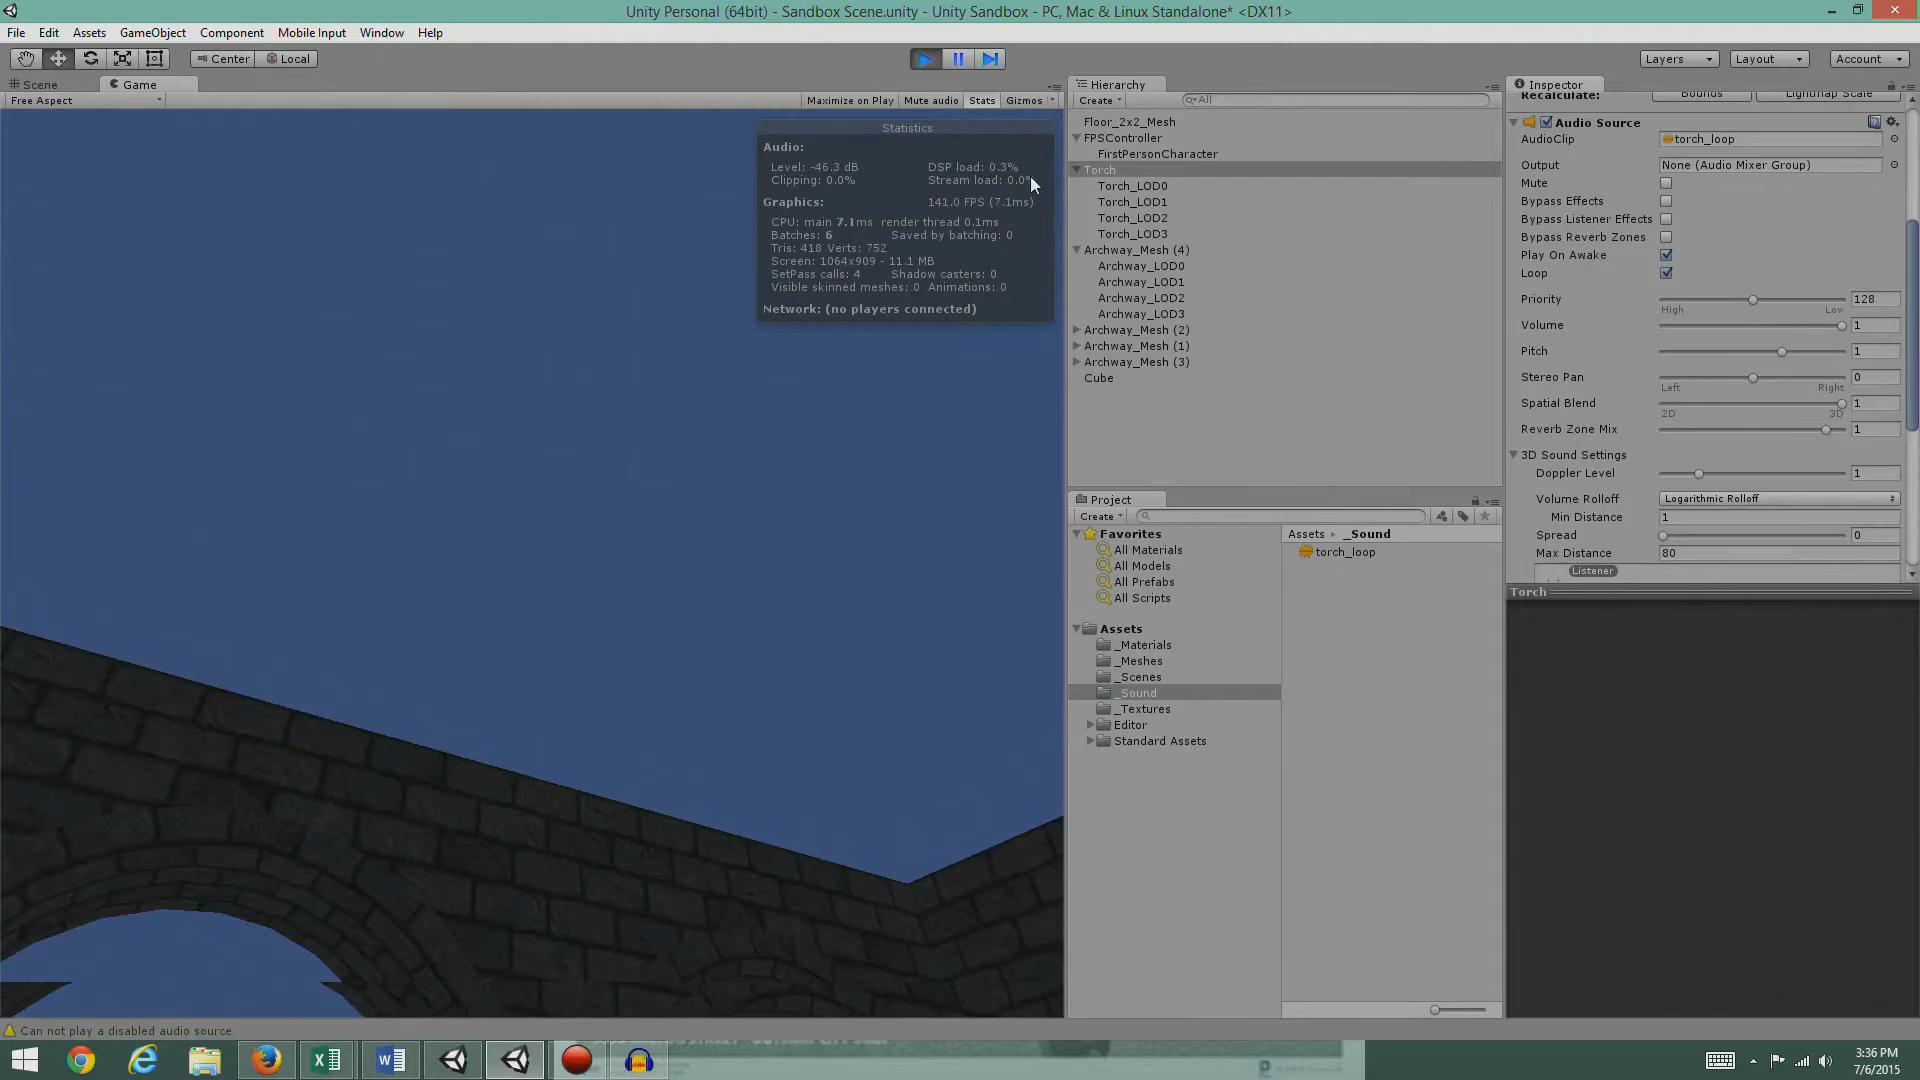 Unity Personal (64bit) - Sandbox Scene.unity - Unity Sandbox - PC, Mac & Linux Standalone* <DX11>
File Edit Assets GameObject Component Mobile Input Window Help
Center Local Layers Layout Account
Scene Game
Free Aspect Maximize on Play Mute audio Stats Gizmos
Statistics
Audio:
Level: -46.3 dB DSP load: 0.3%
Clipping: 0.0% Stream load: 0.0%
Graphics: 141.0 FPS (7.1ms)
CPU: main 7.1ms render thread 0.1ms
Batches: 6 Saved by batching: 0
Tris: 418 Verts: 752
Screen: 1064x909 - 11.1 MB
SetPass calls: 4 Shadow casters: 0
Visible skinned meshes: 0 Animations: 0
Network: (no players connected)
Hierarchy
Create All
Floor_2x2_Mesh
FPSController
FirstPersonCharacter
Torch
Torch_LOD0
Torch_LOD1
Torch_LOD2
Torch_LOD3
Archway_Mesh (4)
Archway_LOD0
Archway_LOD1
Archway_LOD2
Archway_LOD3
Archway_Mesh (2)
Archway_Mesh (1)
Archway_Mesh (3)
Cube
Project
Create
Favorites
All Materials
All Models
All Prefabs
All Scripts
Assets
_Materials
_Meshes
_Scenes
_Sound
_Textures
Editor
Standard Assets
Assets _Sound
torch_loop
Inspector
Recalculate: Bounds Lightmap Scale
Audio Source
AudioClip torch_loop
Output None (Audio Mixer Group)
Mute
Bypass Effects
Bypass Listener Effects
Bypass Reverb Zones
Play On Awake
Loop
Priority 128
High Low
Volume 1
Pitch 1
Stereo Pan 0
Left Right
Spatial Blend 1
2D 3D
Reverb Zone Mix 1
3D Sound Settings
Doppler Level 1
Volume Rolloff Logarithmic Rolloff
Min Distance 1
Spread 0
Max Distance 80
Listener
Torch
Can not play a disabled audio source
3:36 PM
7/6/2015